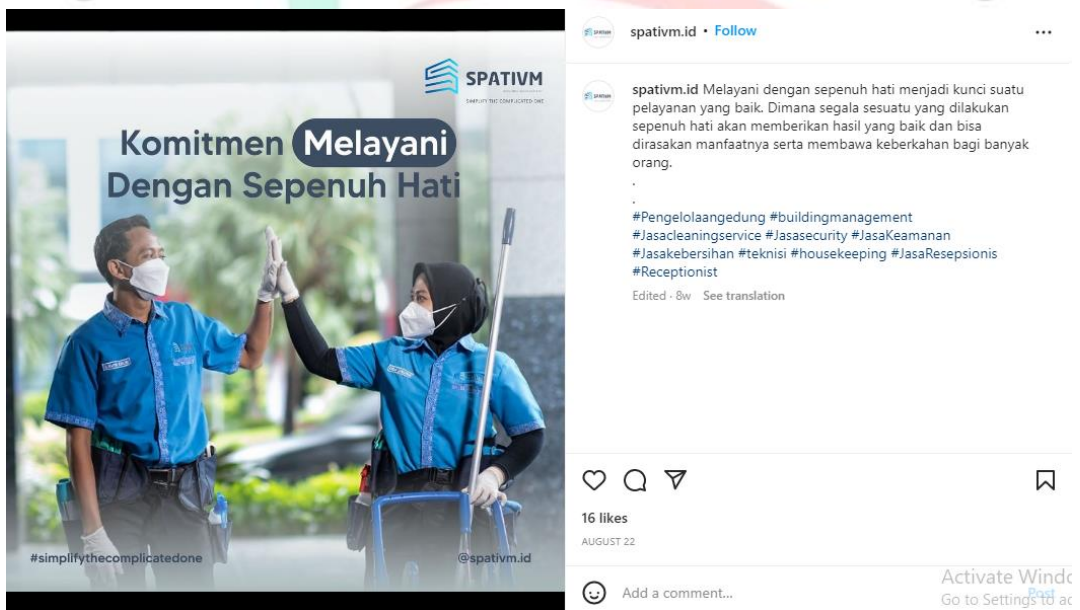 SPATIVM
SIMPLIFY THE COMPLICATED ONE
Komitmen Melayani
Dengan Sepenuh Hati
#simplifythecomplicatedone
@spativm.id
spativm.id • Follow
spativm.id Melayani dengan sepenuh hati menjadi kunci suatu
pelayanan yang baik. Dimana segala sesuatu yang dilakukan
sepenuh hati akan memberikan hasil yang baik dan bisa
dirasakan manfaatnya serta membawa keberkahan bagi banyak
orang.
.
.
#Pengelolaangedung #buildingmanagement
#Jasacleaningservice #Jasasecurity #JasaKeamanan
#Jasakebersihan #teknisi #housekeeping #JasaResepsionis
#Receptionist
Edited · 8w See translation
16 likes
AUGUST 22
Add a comment...
Post
Activate Windo
Go to Settings to ac